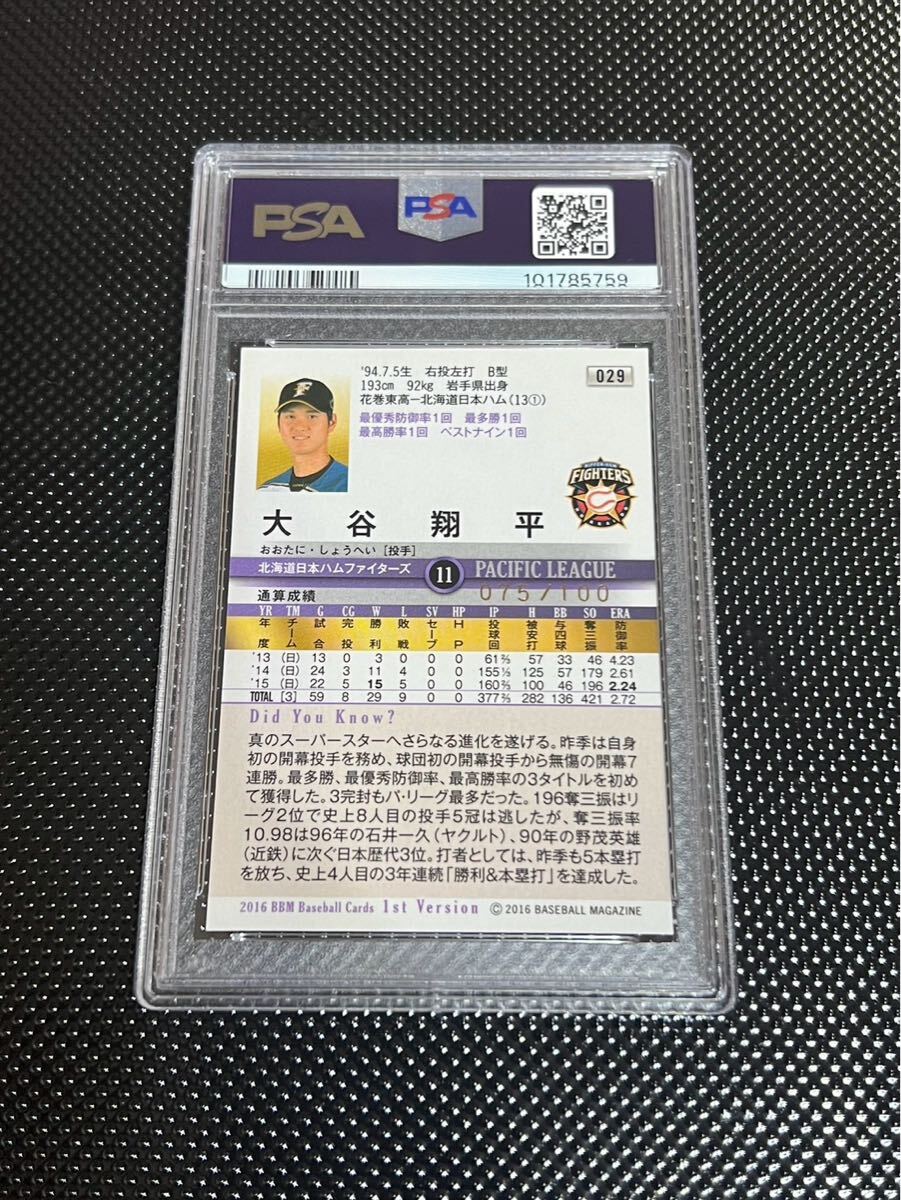 PSA PSA
101785759
'94.7.5生 右投左打 B型
029
193cm 92kg 岩手県出身
花巻東高―北海道日本ハム(13①)
最優秀防御率1回 最多勝1回
最高勝率1回 ベストナイン1回
F
NIPPON-HAM
FIGHTERS
大谷翔平
おおたに・しょうへい [投手]
北海道日本ハムファイターズ 11 PACIFIC LEAGUE
通算成績 075/100
YR TM G CG W L SV HP IP H BB SO ERA
年度 チーム 試合 完投 勝利 敗戦 セーブ HP 投球回 被安打 与四球 奪三振 防御率
'13 (日) 13 0 3 0 0 0 61⅔ 57 33 46 4.23
'14 (日) 24 3 11 4 0 0 155⅓ 125 57 179 2.61
'15 (日) 22 5 15 5 0 0 160⅔ 100 46 196 2.24
TOTAL [3] 59 8 29 9 0 0 377⅔ 282 136 421 2.72
Did You Know?
真のスーパースターへさらなる進化を遂げる。昨季は自身
初の開幕投手を務め、球団初の開幕投手から無傷の開幕7
連勝。最多勝、最優秀防御率、最高勝率の3タイトルを初め
て獲得した。3完封もパ・リーグ最多だった。196奪三振はリ
ーグ2位で史上8人目の投手5冠は逃したが、奪三振率
10.98は96年の石井一久(ヤクルト)、90年の野茂英雄
(近鉄)に次ぐ日本歴代3位。打者としては、昨季も5本塁打
を放ち、史上4人目の3年連続「勝利&本塁打」を達成した。
2016 BBM Baseball Cards 1st Version © 2016 BASEBALL MAGAZINE